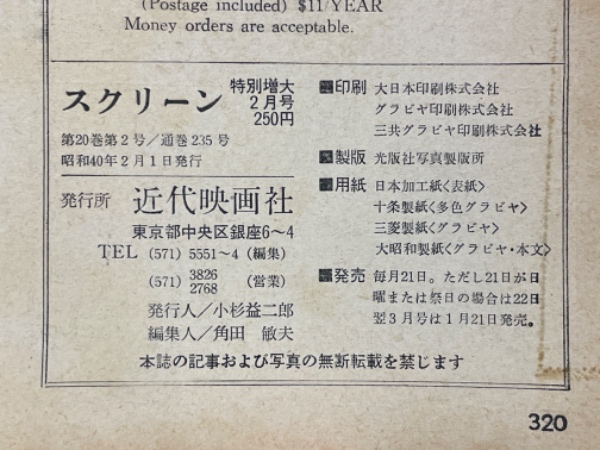 (Postage included) $11/YEAR
Money orders are acceptable.
スクリーン 特別増大
2月号
250円
第20巻第2号／通巻235号
昭和40年2月1日発行
発行所 近代映画社
東京都中央区銀座6〜4
TEL (571) 5551〜4 (編集)
(571) 3826 2768 (営業)
発行人／小杉益二郎
編集人／角田 敏夫
■印刷 大日本印刷株式会社
グラビヤ印刷株式会社
三共グラビヤ印刷株式会社
■製版 光版社写真製版所
■用紙 日本加工紙〈表紙〉
十条製紙〈多色グラビヤ〉
三菱製紙〈グラビヤ〉
大昭和製紙〈グラビヤ・本文〉
■発売 毎月21日。ただし21日が日
曜または祭日の場合は22日
翌3月号は1月21日発売。
本誌の記事および写真の無断転載を禁じます
320